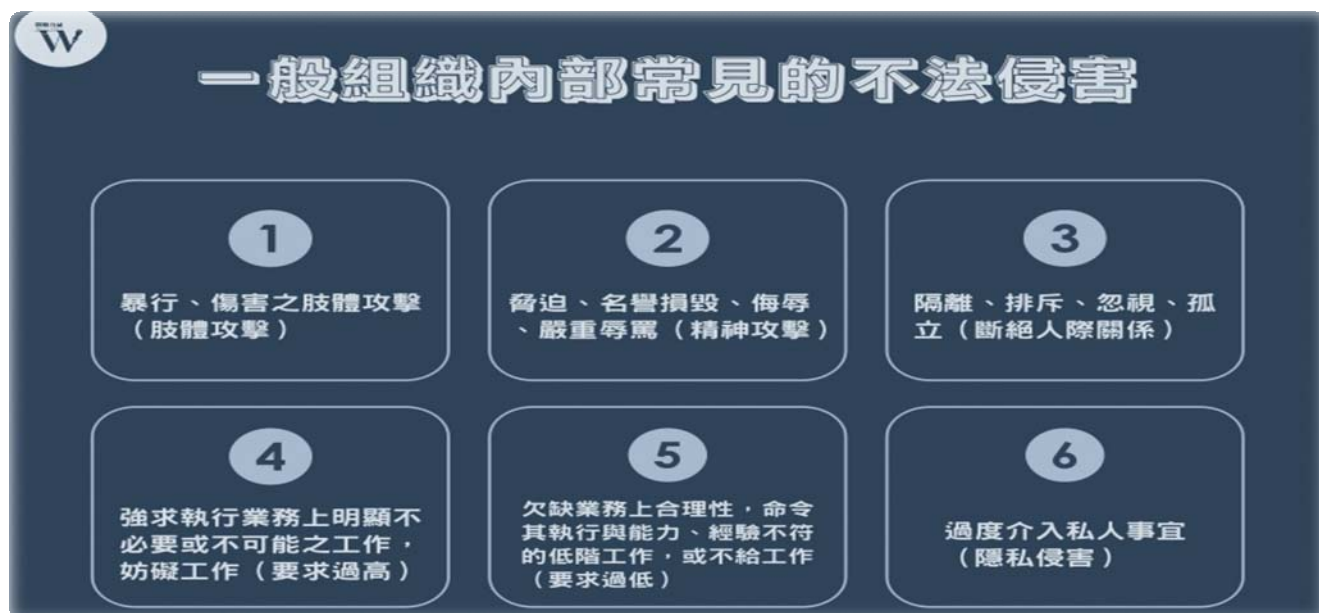 W
一般組織內部常見的不法侵害
1
暴行、傷害之肢體攻擊
（肢體攻擊）
2
脅迫、名譽損毀、侮辱
、嚴重辱罵（精神攻擊）
3
隔離、排斥、忽視、孤
立（斷絕人際關係）
4
強求執行業務上明顯不
必要或不可能之工作，
妨礙工作（要求過高）
5
欠缺業務上合理性，命令
其執行與能力、經驗不符
的低階工作，或不給工作
（要求過低）
6
過度介入私人事宜
（隱私侵害）